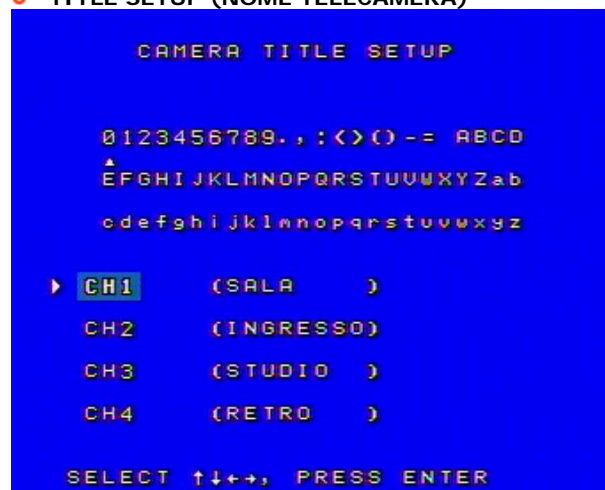 TITLE SETUP (NOME TELECAMERA)
CAMERA TITLE SETUP
0123456789.,:<>()-= ABCD
EFGHIJKLMNOPQRSTUVWXYZab
cdefghijklmnopqrstuvwxyz
CH1 (SALA )
CH2 (INGRESSO)
CH3 (STUDIO )
CH4 (RETRO )
SELECT ↑↓←→, PRESS ENTER